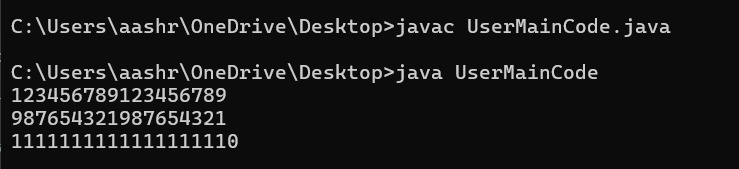 C:\Users\aashr\OneDrive\Desktop>javac UserMainCode.java
C:\Users\aashr\OneDrive\Desktop>java UserMainCode
123456789123456789
987654321987654321
1111111111111111110